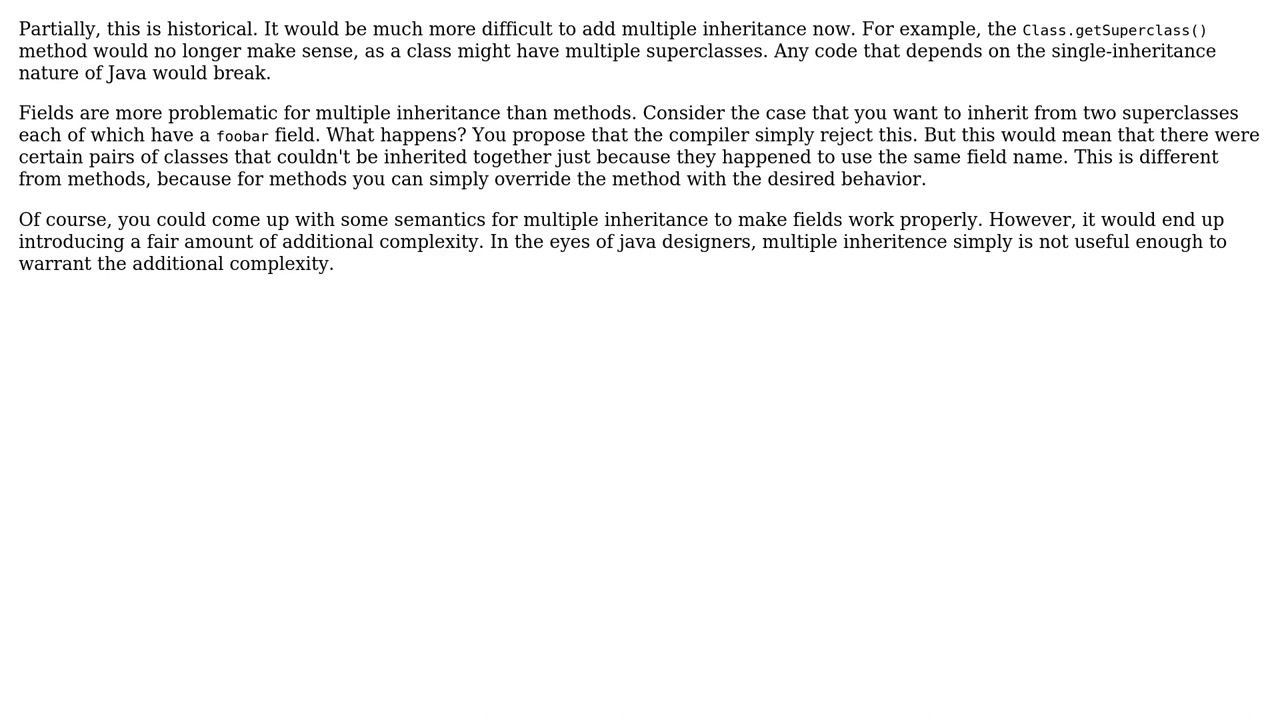 Partially, this is historical. It would be much more difficult to add multiple inheritance now. For example, the Class.getSuperclass()
method would no longer make sense, as a class might have multiple superclasses. Any code that depends on the single-inheritance
nature of Java would break.
Fields are more problematic for multiple inheritance than methods. Consider the case that you want to inherit from two superclasses
each of which have a foobar field. What happens? You propose that the compiler simply reject this. But this would mean that there were
certain pairs of classes that couldn't be inherited together just because they happened to use the same field name. This is different
from methods, because for methods you can simply override the method with the desired behavior.
Of course, you could come up with some semantics for multiple inheritance to make fields work properly. However, it would end up
introducing a fair amount of additional complexity. In the eyes of java designers, multiple inheritence simply is not useful enough to
warrant the additional complexity.